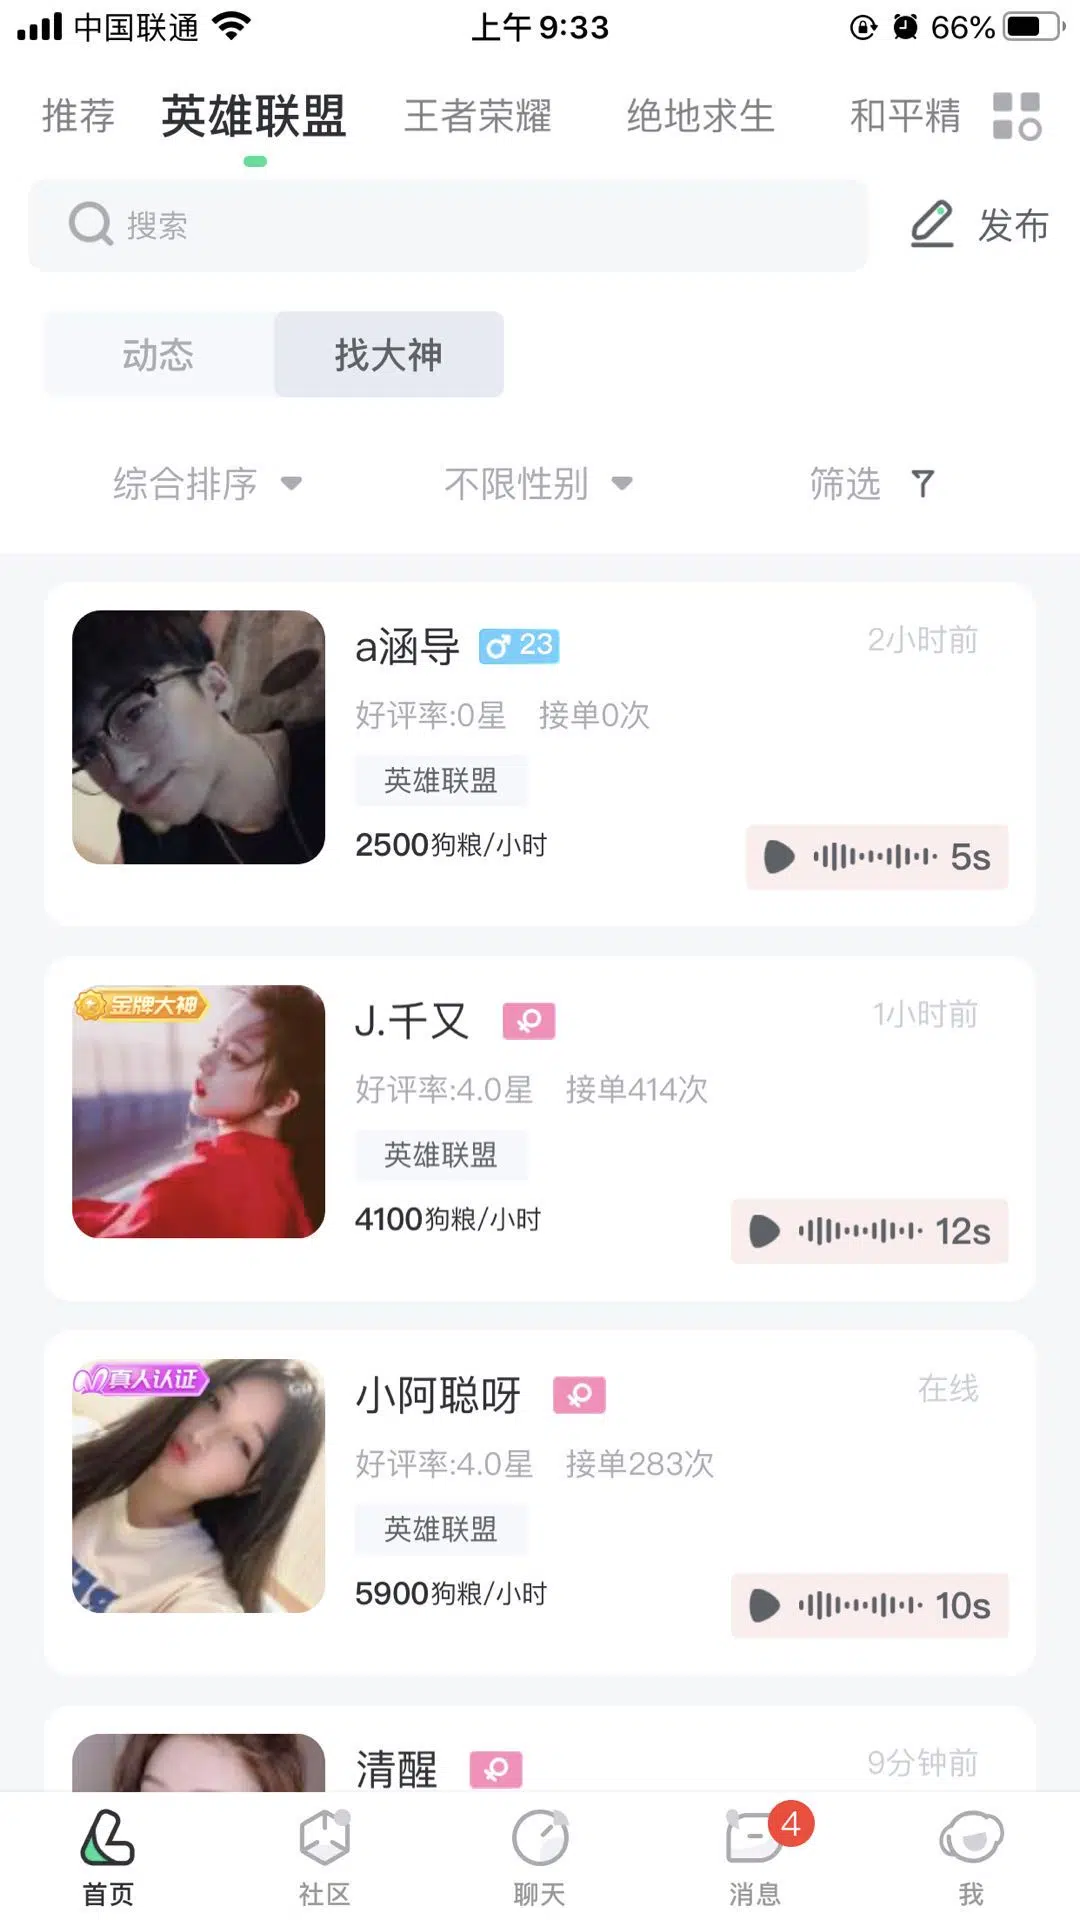 中国联通 上午9:33 66%
推荐 英雄联盟 王者荣耀 绝地求生 和平精
搜索 发布
动态 找大神
综合排序 不限性别 筛选
a涵导 23 2小时前
好评率:0星 接单0次
英雄联盟
2500狗粮/小时 5s
金牌大神
J.千又 1小时前
好评率:4.0星 接单414次
英雄联盟
4100狗粮/小时 12s
真人认证
小阿聪呀 在线
好评率:4.0星 接单283次
英雄联盟
5900狗粮/小时 10s
清醒 9分钟前
4
首页 社区 聊天 消息 我